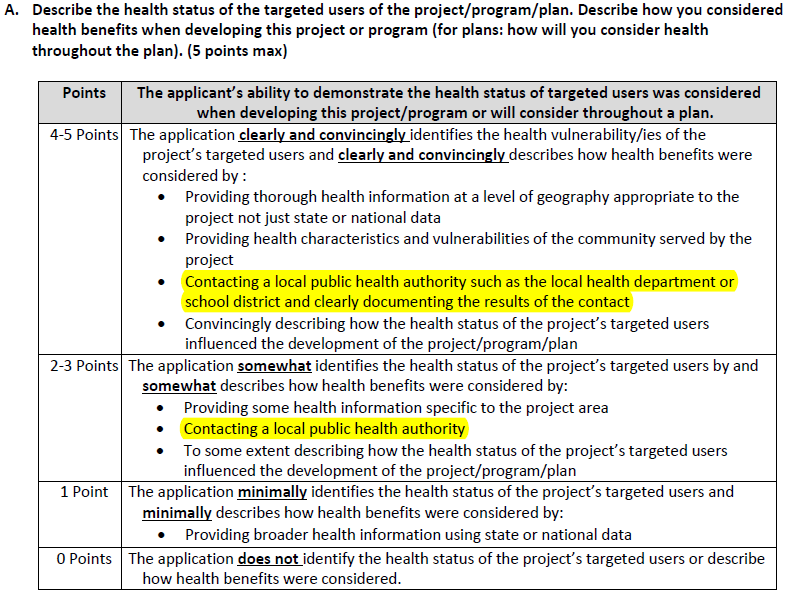 A. Describe the health status of the targeted users of the project/program/plan. Describe how you considered
health benefits when developing this project or program (for plans: how will you consider health
throughout the plan). (5 points max)
Points The applicant's ability to demonstrate the health status of targeted users was considered
when developing this project/program or will consider throughout a plan.
4-5 Points The application clearly and convincingly identifies the health vulnerability/ies of the
project's targeted users and clearly and convincingly describes how health benefits were
considered by :
• Providing thorough health information at a level of geography appropriate to the
project not just state or national data
• Providing health characteristics and vulnerabilities of the community served by the
project
• Contacting a local public health authority such as the local health department or
school district and clearly documenting the results of the contact
• Convincingly describing how the health status of the project's targeted users
influenced the development of the project/program/plan
2-3 Points The application somewhat identifies the health status of the project's targeted users by and
somewhat describes how health benefits were considered by:
• Providing some health information specific to the project area
• Contacting a local public health authority
• To some extent describing how the health status of the project's targeted users
influenced the development of the project/program/plan
1 Point The application minimally identifies the health status of the project's targeted users and
minimally describes how health benefits were considered by:
• Providing broader health information using state or national data
0 Points The application does not identify the health status of the project's targeted users or describe
how health benefits were considered.